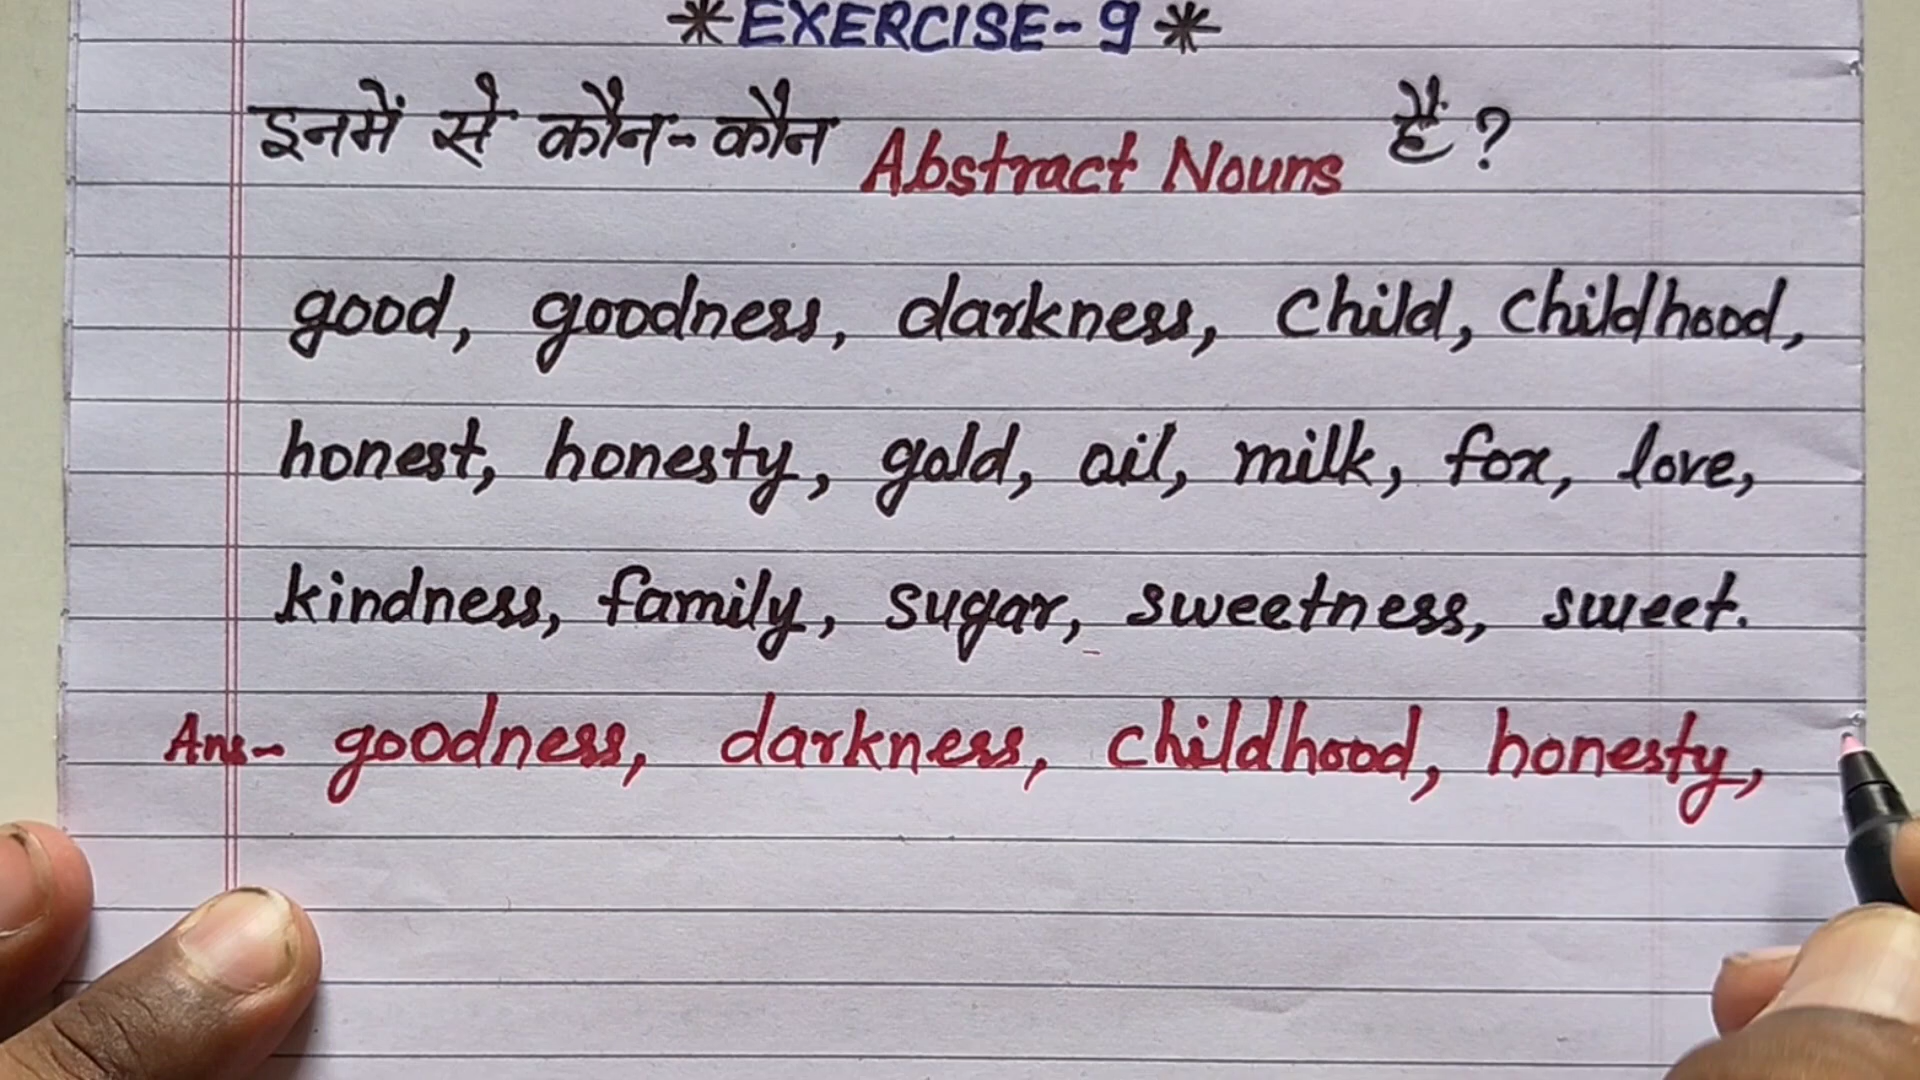 *EXERCISE-9*
इनमें से कौन-कौन Abstract Nouns हैं?
good, goodness, darkness, Child, Childhood,
honest, honesty, gold, oil, milk, fox, love,
kindness, family, sugar, sweetness, sweet.
Ans- goodness, darkness, childhood, honesty,